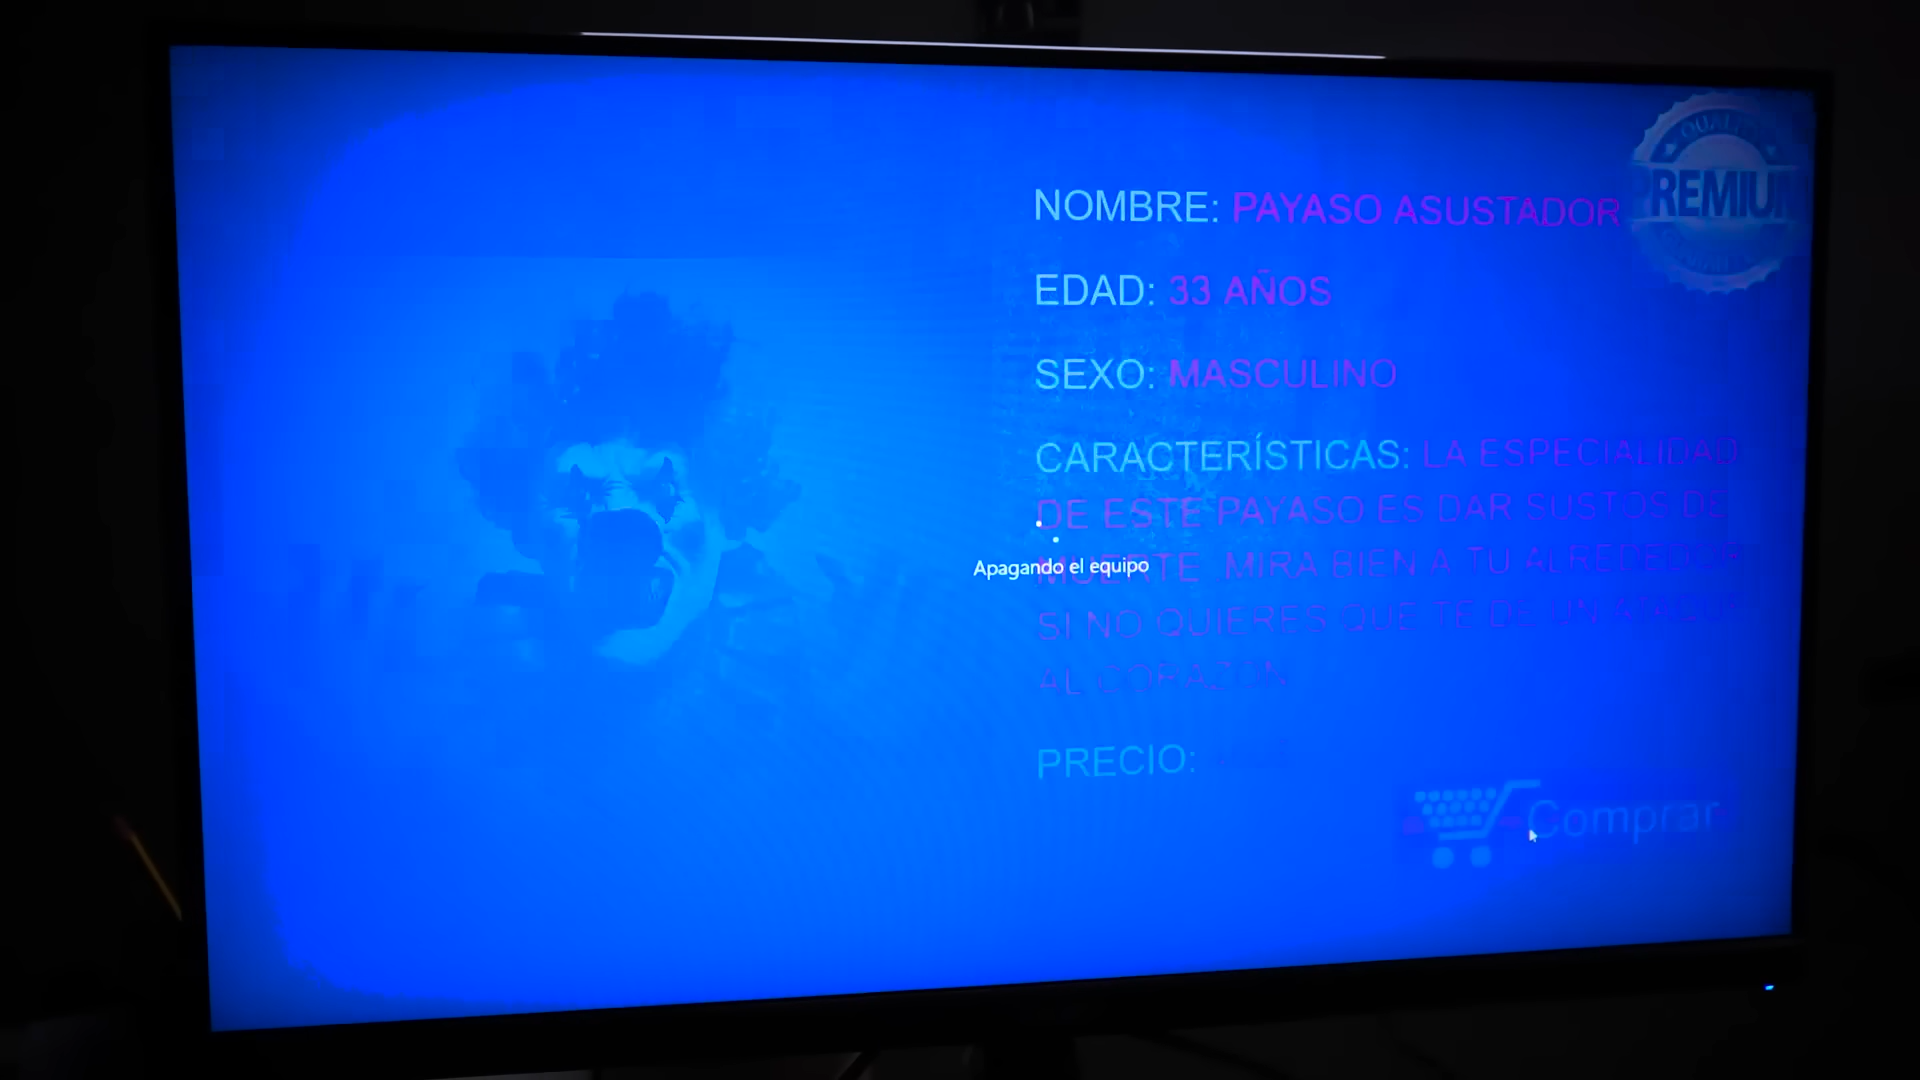 QUALITY
PREMIUM
NOMBRE: PAYASO ASUSTADOR
EDAD: 33 AÑOS
SEXO: MASCULINO
CARACTERÍSTICAS: LA ESPECIALIDAD
DE ESTE PAYASO ES DAR SUSTOS DE
MUERTE. MIRA BIEN A TU ALREDEDOR
SI NO QUIERES QUE TE DE UN ATAQUE
AL CORAZÓN
Apagando el equipo
PRECIO:
Comprar